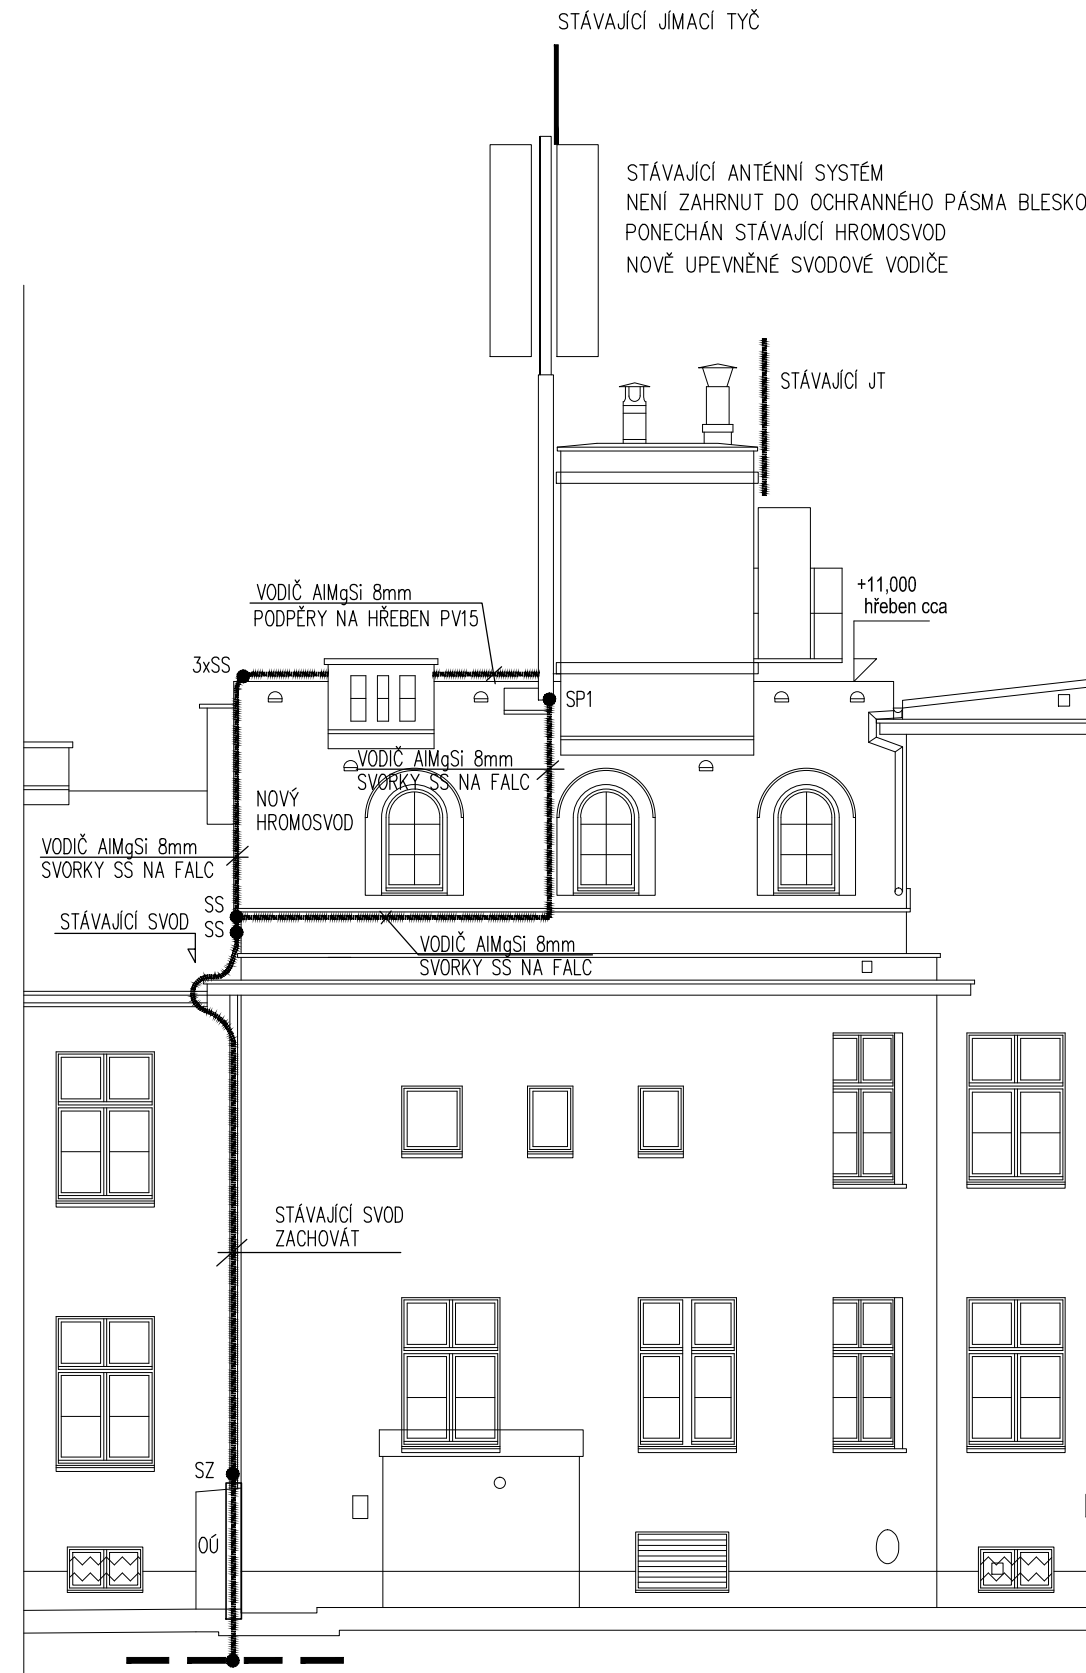 STÁVAJÍCÍ JÍMACÍ TYČ
STÁVAJÍCÍ ANTÉNNÍ SYSTÉM
NENÍ ZAHRNUT DO OCHRANNÉHO PÁSMA BLESKO
PONECHÁN STÁVAJÍCÍ HROMOSVOD
NOVĚ UPEVNĚNÉ SVODOVÉ VODIČE
STÁVAJÍCÍ JT
VODIČ AlMgSi 8mm
PODPĚRY NA HŘEBEN PV15
+11,000
hřeben cca
3xSS
SP1
VODIČ AlMgSi 8mm
SVORKY SS NA FALC
NOVÝ
HROMOSVOD
VODIČ AlMgSi 8mm
SVORKY SS NA FALC
SS
STÁVAJÍCÍ SVOD
SS
VODIČ AlMgSi 8mm
SVORKY SS NA FALC
STÁVAJÍCÍ SVOD
ZACHOVÁT
SZ
OÚ